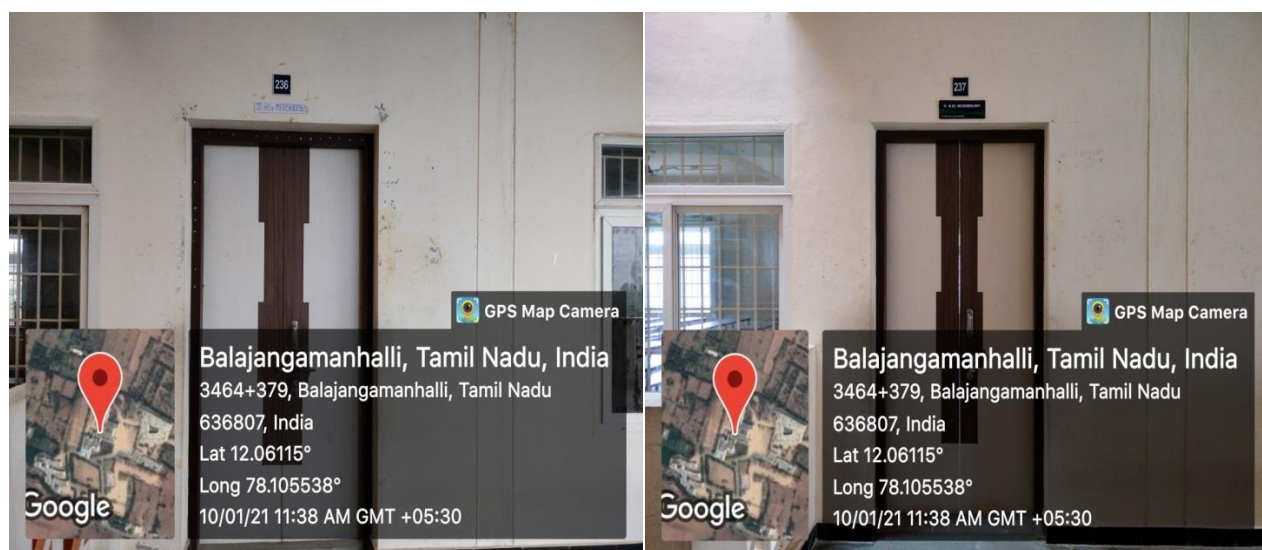 236
GPS Map Camera
Balajangamanhalli, Tamil Nadu, India
3464+379, Balajangamanhalli, Tamil Nadu
636807, India
Lat 12.06115°
Long 78.105538°
10/01/21 11:38 AM GMT +05:30
Google
237
GPS Map Camera
Balajangamanhalli, Tamil Nadu, India
3464+379, Balajangamanhalli, Tamil Nadu
636807, India
Lat 12.06115°
Long 78.105538°
10/01/21 11:38 AM GMT +05:30
Google